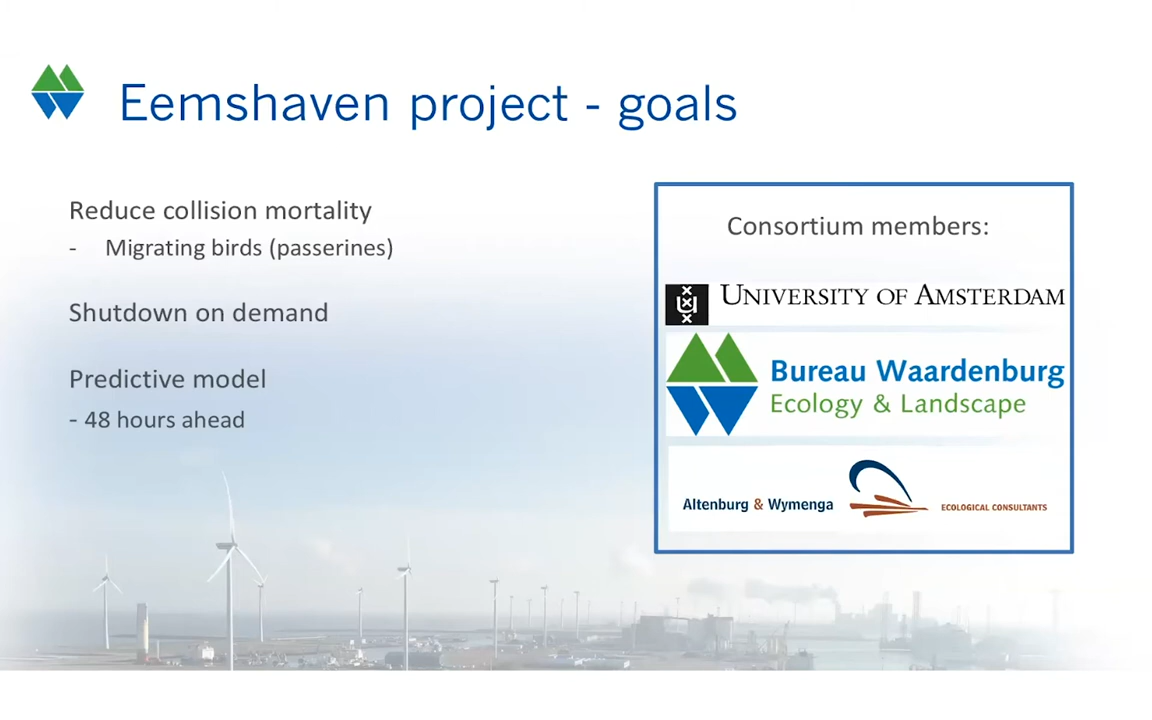 Eemshaven project - goals
Reduce collision mortality
- Migrating birds (passerines)
Shutdown on demand
Predictive model
- 48 hours ahead
Consortium members:
UNIVERSITY OF AMSTERDAM
Bureau Waardenburg
Ecology & Landscape
Altenburg & Wymenga
ECOLOGICAL CONSULTANTS